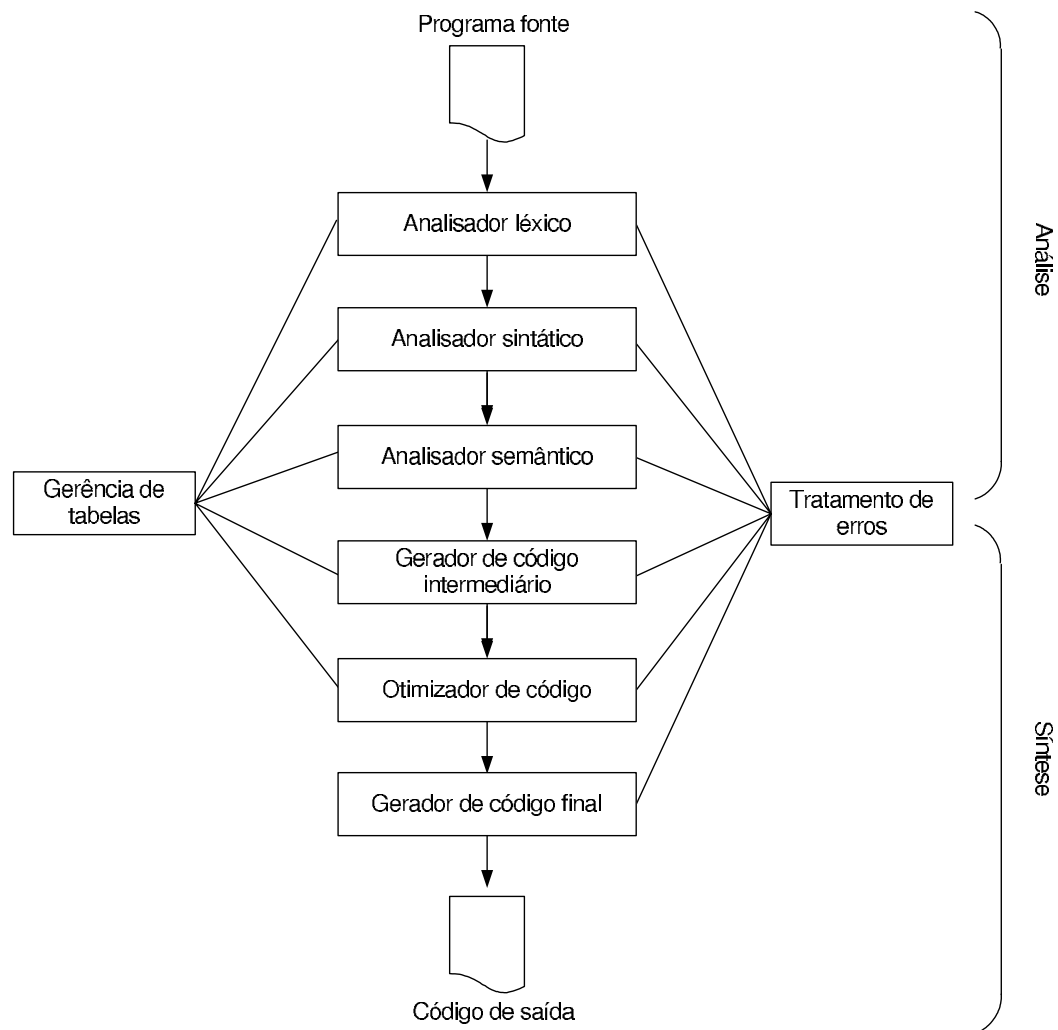 Programa fonte
Analisador léxico
Analisador sintático
Analisador semântico
Gerência de
tabelas
Tratamento de
erros
Gerador de código
intermediário
Otimizador de código
Gerador de código final
Código de saída
Análise
Síntese